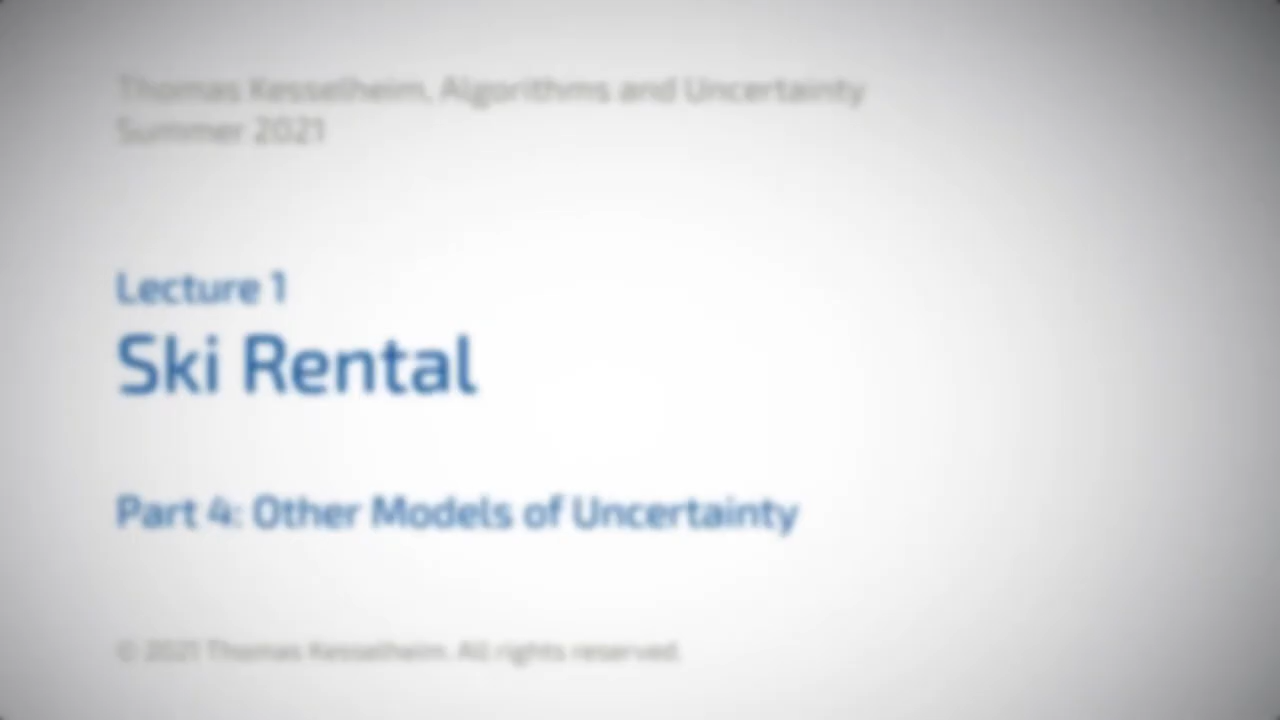 Thomas Kesselheim, Algorithms and Uncertainty
Summer 2021
Lecture 1
Ski Rental
Part 4: Other Models of Uncertainty
© 2021 Thomas Kesselheim. All rights reserved.